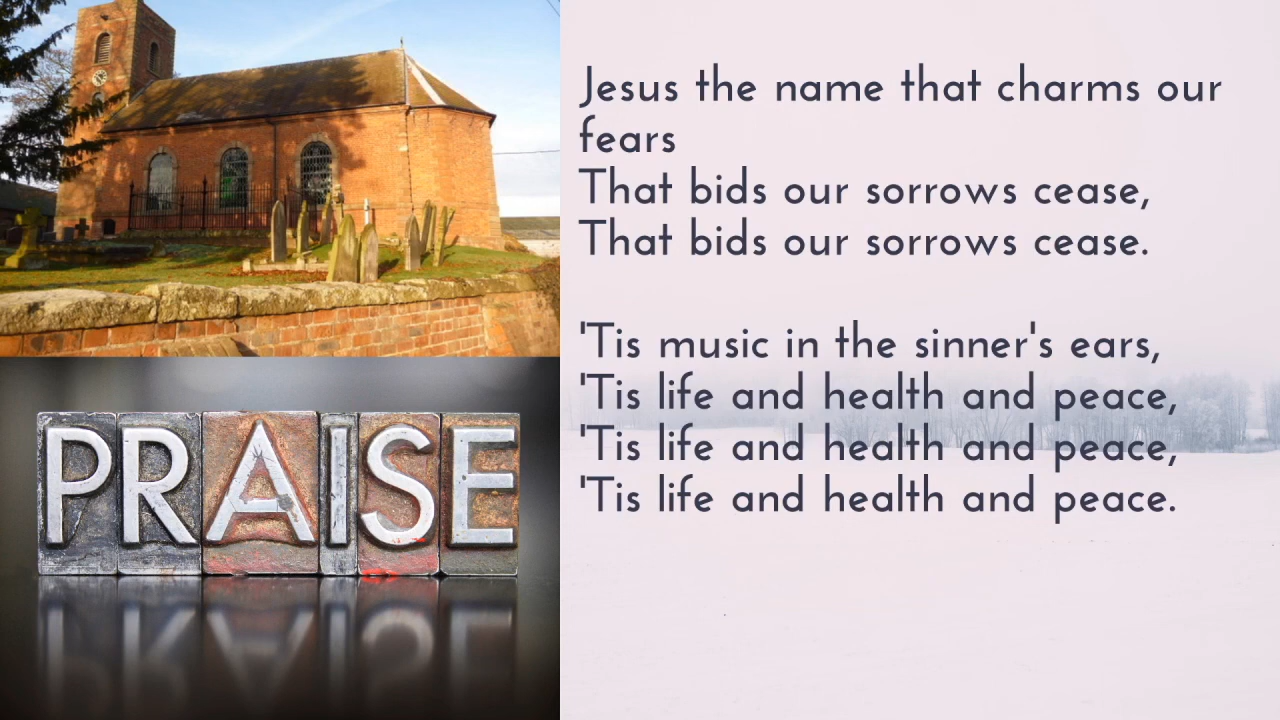 Jesus the name that charms our
fears
That bids our sorrows cease,
That bids our sorrows cease.
'Tis music in the sinner's ears,
'Tis life and health and peace,
'Tis life and health and peace,
'Tis life and health and peace.
PRAISE